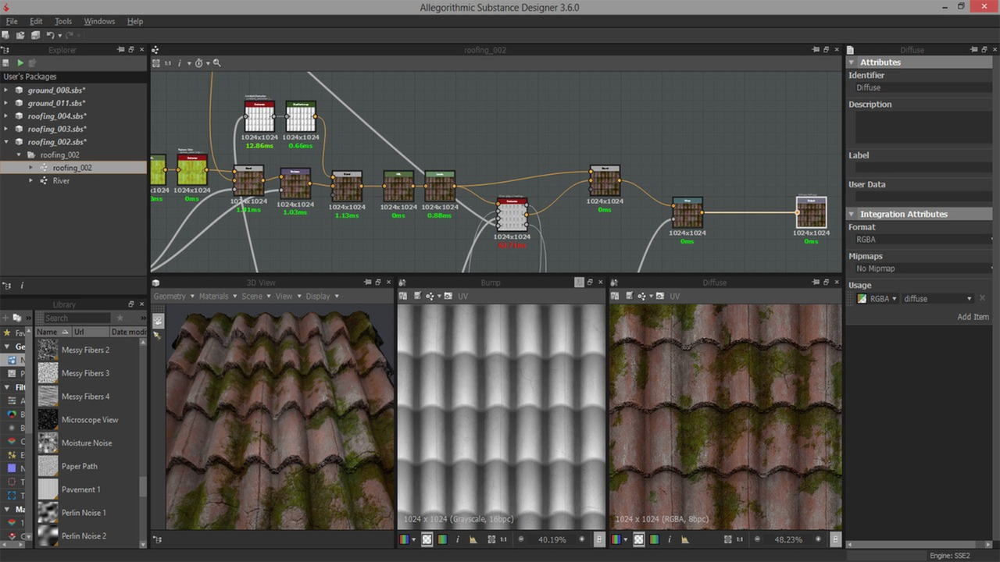 Allegorithmic Substance Designer 3.6.0
File Edit Tools Windows Help
Explorer
User's Packages
ground_008.sbs*
ground_011.sbs*
roofing_004.sbs*
roofing_003.sbs*
roofing_002.sbs*
roofing_002
roofing_002
River
Library
Search
Name Url Date modi
Messy Fibers 2
Messy Fibers 3
Messy Fibers 4
Microscope View
Moisture Noise
Paper Path
Pavement 1
Perlin Noise 1
Perlin Noise 2
Fav
Ge
Filt
Ma
roofing_002
1:1
1024x1024
12.86ms
1024x1024
0.66ms
1024x1024
0ms
1024x1024
1024x1024
1.03ms
1024x1024
1.13ms
1024x1024
0ms
1024x1024
0.88ms
1024x1024
1024x1024
0ms
1024x1024
0ms
1024x1024
0ms
3D View
Geometry Materials Scene View Display
Bump
UV
1024 x 1024 (Grayscale, 16bpc)
1:1 40.19%
Diffuse
UV
1024 x 1024 (RGBA, 8bpc)
1:1 48.23%
Diffuse
Attributes
Identifier
Diffuse
Description
Label
User Data
Integration Attributes
Format
RGBA
Mipmaps
No Mipmap
Usage
RGBA diffuse
Add Item
Engine: SSE2